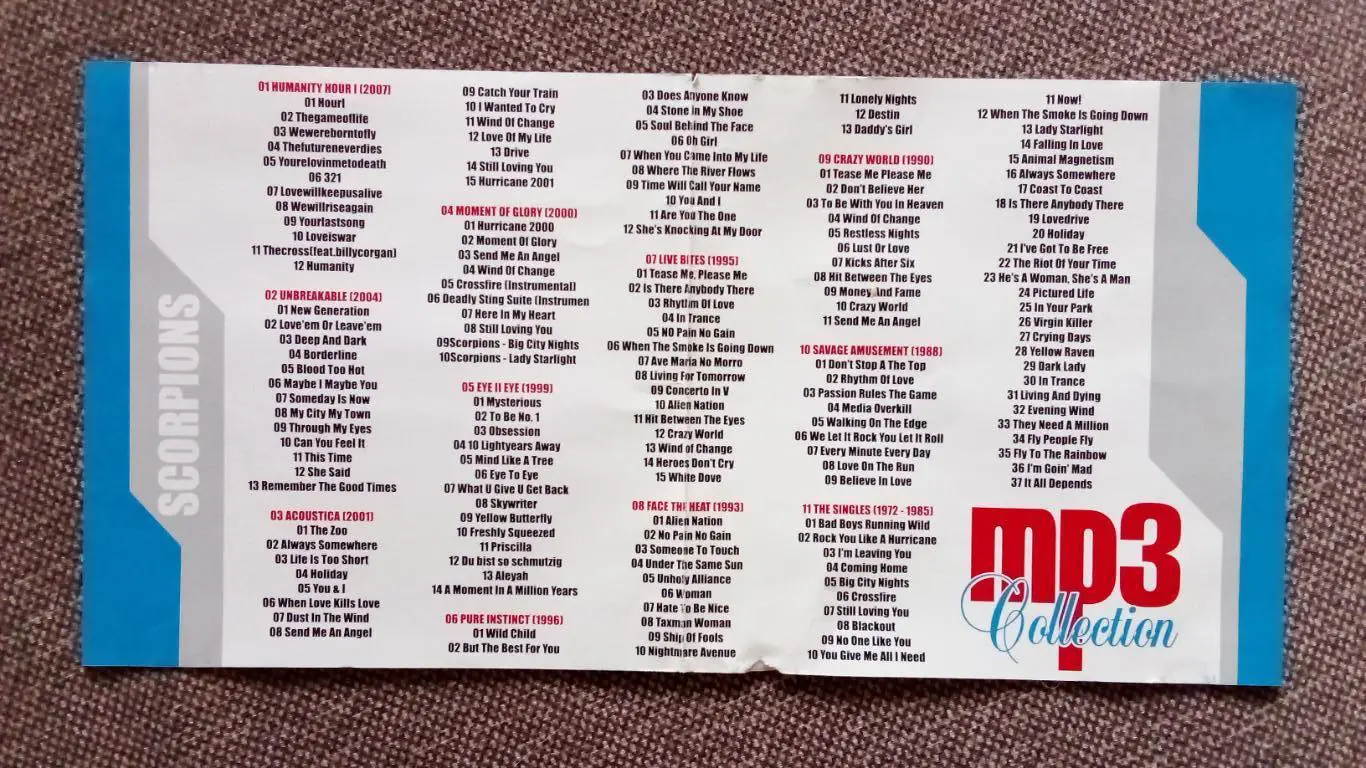 SCORPIONS
01 HUMANITY HOUR I (2007)
01 Hour1
02 Thegameoflife
03 Wewereborntofly
04 Thefutureneverdies
05 Yourelovinmetodeath
06 321
07 Lovewillkeepusalive
08 Wewillriseagain
09 Yourlastsong
10 Loveiswar
11 Thecross(feat.billycorgan)
12 Humanity
02 UNBREAKABLE (2004)
01 New Generation
02 Love'em Or Leave'em
03 Deep And Dark
04 Borderline
05 Blood Too Hot
06 Maybe I Maybe You
07 Someday Is Now
08 My City My Town
09 Through My Eyes
10 Can You Feel It
11 This Time
12 She Said
13 Remember The Good Times
03 ACOUSTICA (2001)
01 The Zoo
02 Always Somewhere
03 Life Is Too Short
04 Holiday
05 You & I
06 When Love Kills Love
07 Dust In The Wind
08 Send Me An Angel
09 Catch Your Train
10 I Wanted To Cry
11 Wind Of Change
12 Love Of My Life
13 Drive
14 Still Loving You
15 Hurricane 2001
04 MOMENT OF GLORY (2000)
01 Hurricane 2000
02 Moment Of Glory
03 Send Me An Angel
04 Wind Of Change
05 Crossfire (Instrumental)
06 Deadly Sting Suite (Instrumen
07 Here In My Heart
08 Still Loving You
09Scorpions - Big City Nights
10Scorpions - Lady Starlight
05 EYE II EYE (1999)
01 Mysterious
02 To Be No. 1
03 Obsession
04 10 Lightyears Away
05 Mind Like A Tree
06 Eye To Eye
07 What U Give U Get Back
08 Skywriter
09 Yellow Butterfly
10 Freshly Squeezed
11 Priscilla
12 Du bist so schmutzig
13 Aleyah
14 A Moment In A Million Years
06 PURE INSTINCT (1996)
01 Wild Child
02 But The Best For You
03 Does Anyone Know
04 Stone In My Shoe
05 Soul Behind The Face
06 Oh Girl
07 When You Came Into My Life
08 Where The River Flows
09 Time Will Call Your Name
10 You And I
11 Are You The One
12 She's Knocking At My Door
07 LIVE BITES (1995)
01 Tease Me, Please Me
02 Is There Anybody There
03 Rhythm Of Love
04 In Trance
05 NO Pain No Gain
06 When The Smoke Is Going Down
07 Ave Maria No Morro
08 Living For Tomorrow
09 Concerto In V
10 Alien Nation
11 Hit Between The Eyes
12 Crazy World
13 Wind of Change
14 Heroes Don't Cry
15 White Dove
08 FACE THE HEAT (1993)
01 Alien Nation
02 No Pain No Gain
03 Someone To Touch
04 Under The Same Sun
05 Unholy Alliance
06 Woman
07 Hate To Be Nice
08 Taxman Woman
09 Ship Of Fools
10 Nightmare Avenue
11 Lonely Nights
12 Destin
13 Daddy's Girl
09 CRAZY WORLD (1990)
01 Tease Me Please Me
02 Don't Believe Her
03 To Be With You In Heaven
04 Wind Of Change
05 Restless Nights
06 Lust Or Love
07 Kicks After Six
08 Hit Between The Eyes
09 Money And Fame
10 Crazy World
11 Send Me An Angel
10 SAVAGE AMUSEMENT (1988)
01 Don't Stop A The Top
02 Rhythm Of Love
03 Passion Rules The Game
04 Media Overkill
05 Walking On The Edge
06 We Let It Rock You Let It Roll
07 Every Minute Every Day
08 Love On The Run
09 Believe In Love
11 THE SINGLES (1972 - 1985)
01 Bad Boys Running Wild
02 Rock You Like A Hurricane
03 I'm Leaving You
04 Coming Home
05 Big City Nights
06 Crossfire
07 Still Loving You
08 Blackout
09 No One Like You
10 You Give Me All I Need
11 Now!
12 When The Smoke Is Going Down
13 Lady Starlight
14 Falling In Love
15 Animal Magnetism
16 Always Somewhere
17 Coast To Coast
18 Is There Anybody There
19 Lovedrive
20 Holiday
21 I've Got To Be Free
22 The Riot Of Your Time
23 He's A Woman, She's A Man
24 Pictured Life
25 In Your Park
26 Virgin Killer
27 Crying Days
28 Yellow Raven
29 Dark Lady
30 In Trance
31 Living And Dying
32 Evening Wind
33 They Need A Million
34 Fly People Fly
35 Fly To The Rainbow
36 I'm Goin' Mad
37 It All Depends
mp3
Collection